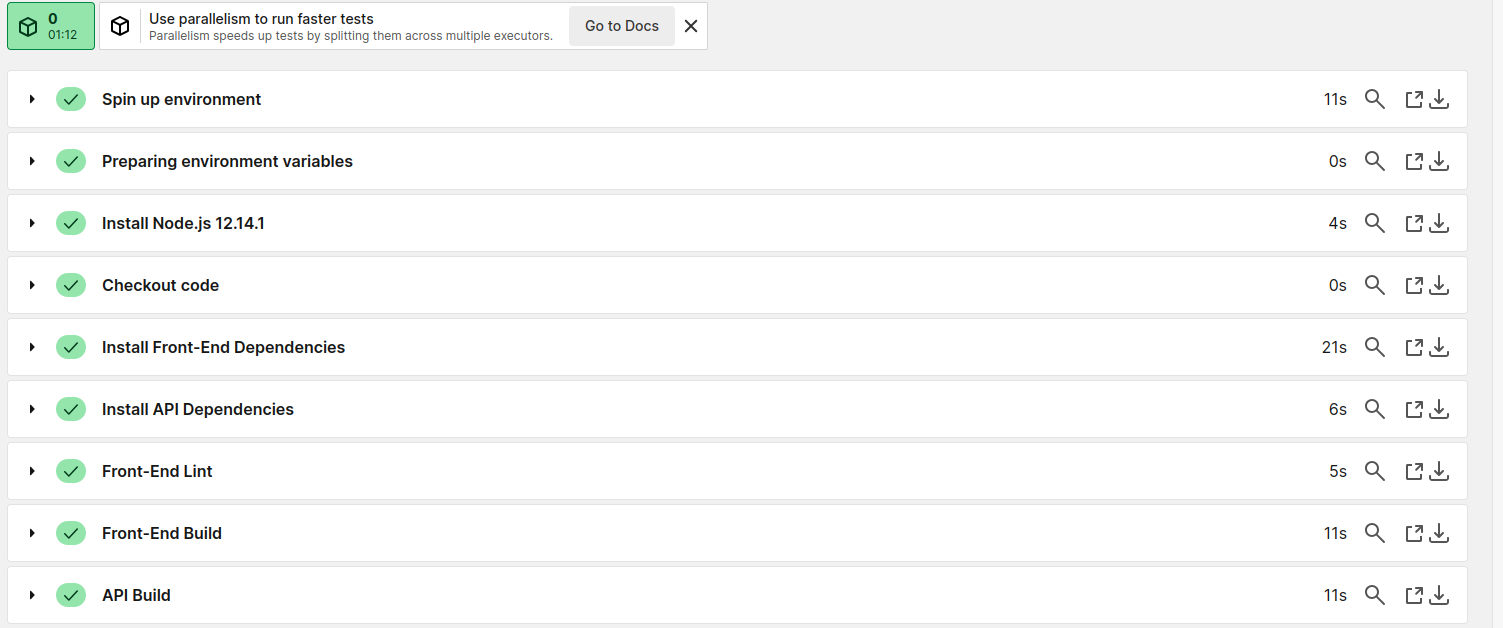 0
01:12
Use parallelism to run faster tests
Parallelism speeds up tests by splitting them across multiple executors.
Go to Docs
Spin up environment 11s
Preparing environment variables 0s
Install Node.js 12.14.1 4s
Checkout code 0s
Install Front-End Dependencies 21s
Install API Dependencies 6s
Front-End Lint 5s
Front-End Build 11s
API Build 11s